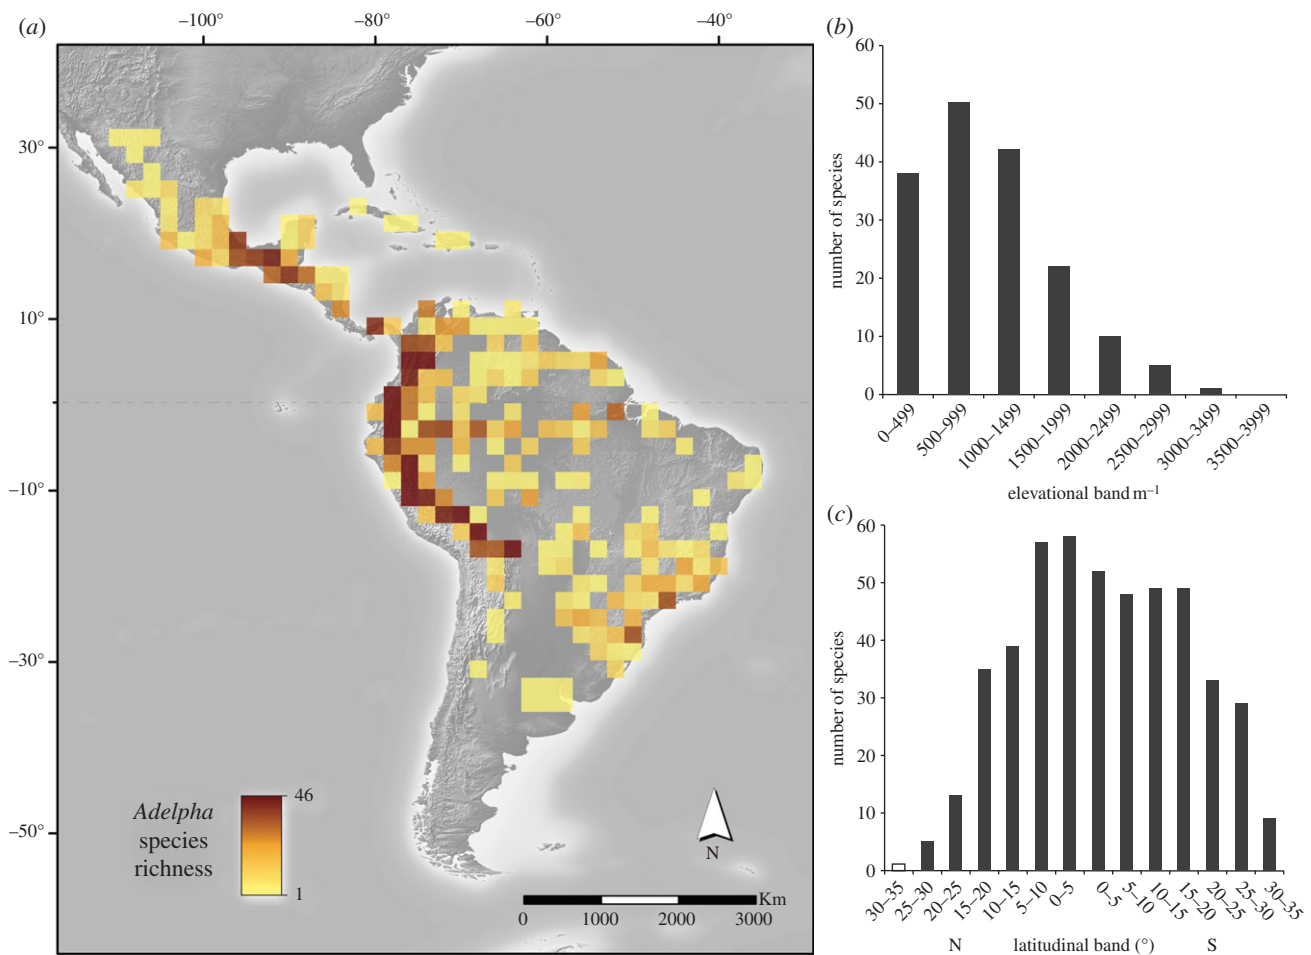 (a)
−100° −80° −60° −40°
30°
10°
−10°
−30°
−50°
Adelpha
species
richness
46
1
N
Km
0 1000 2000 3000
(b)
60
50
40
30
20
10
0
number of species
0–499 500–999 1000–1499 1500–1999 2000–2499 2500–2999 3000–3499 3500–3999
elevational band m⁻¹
(c)
60
50
40
30
20
10
0
number of species
30–35 25–30 20–25 15–20 10–15 5–10 0–5 0–5 5–10 10–15 15–20 20–25 25–30 30–35
N latitudinal band (°) S